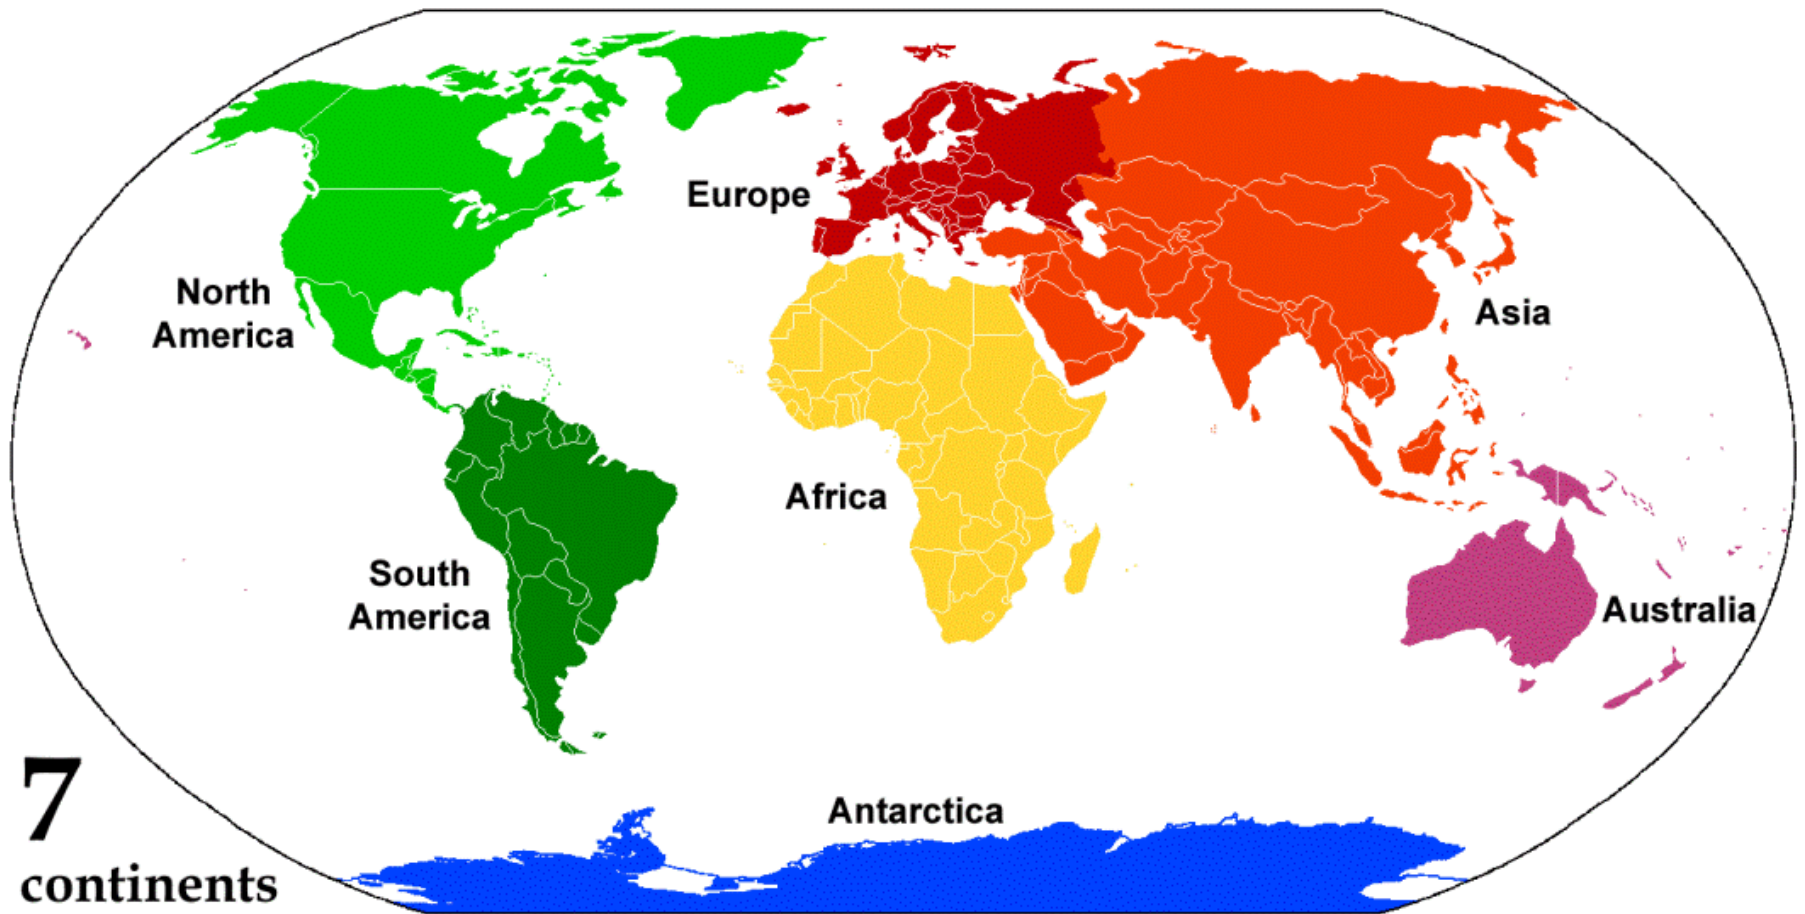 Europe
North
America
Asia
Africa
South
America
Australia
Antarctica
7
continents